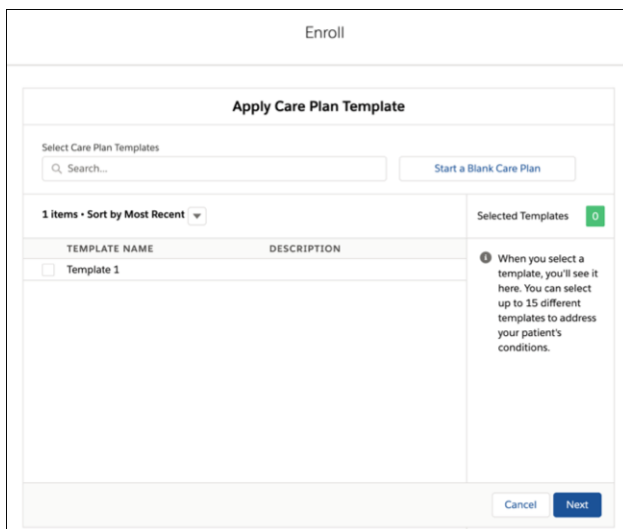 Enroll
Apply Care Plan Template
Select Care Plan Templates
Search...
Start a Blank Care Plan
1 items • Sort by Most Recent
Selected Templates 0
TEMPLATE NAME DESCRIPTION
Template 1
When you select a
template, you'll see it
here. You can select
up to 15 different
templates to address
your patient's
conditions.
Cancel Next